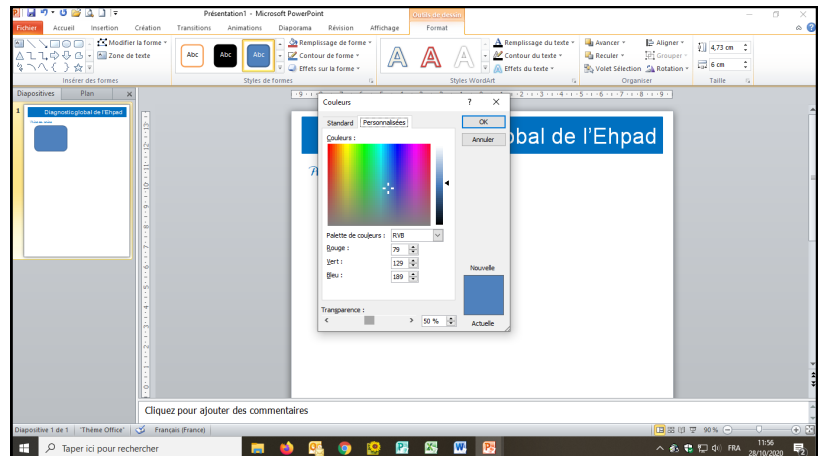 Présentation1 - Microsoft PowerPoint
Outils de dessin
Fichier Accueil Insertion Création Transitions Animations Diaporama Révision Affichage Format
Modifier la forme
Zone de texte
Insérer des formes
Abc Abc Abc
Remplissage de forme
Contour de forme
Effets sur la forme
Styles de formes
A A A
Remplissage du texte
Contour du texte
Effets du texte
Styles WordArt
Avancer
Reculer
Volet Sélection
Aligner
Grouper
Rotation
Organiser
4,73 cm
6 cm
Taille
Diapositives Plan
1
Diagnostic global de l'Ehpad
bal de l'Ehpad
Couleurs ? X
Standard Personnalisées
OK
Annuler
Couleurs :
Palette de couleurs : RVB
Rouge : 79
Vert : 129
Bleu : 189
Nouvelle
Transparence :
50 %
Actuelle
Cliquez pour ajouter des commentaires
Diapositive 1 de 1 "Thème Office" Français (France) 90%
Taper ici pour rechercher
FRA
11:56
28/10/2020